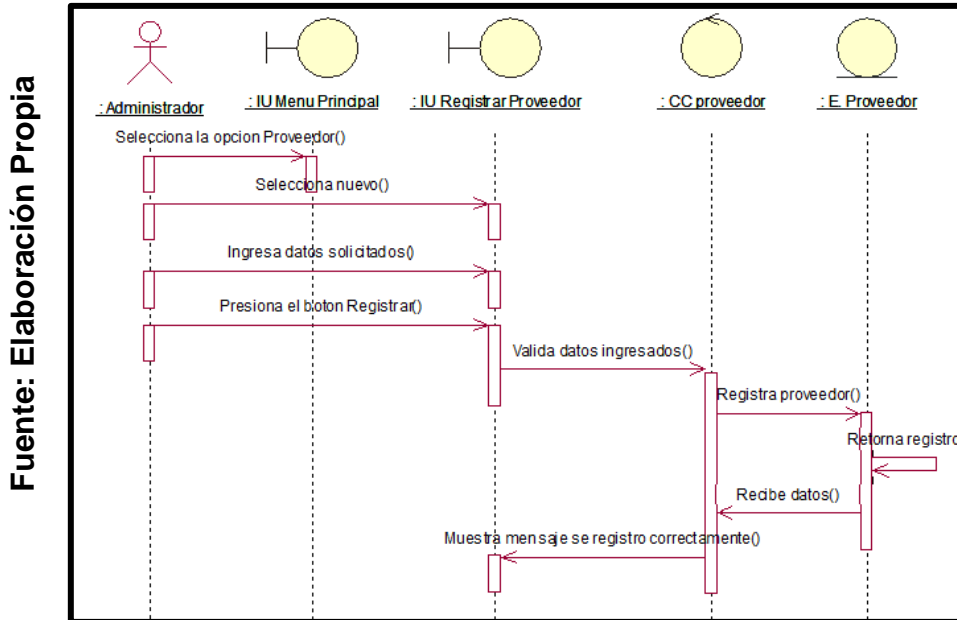 Fuente: Elaboración Propia
: Administrador
: IU Menu Principal
: IU Registrar Proveedor
: CC proveedor
: E. Proveedor
Selecciona la opcion Proveedor()
Selecciona nuevo()
Ingresa datos solicitados()
Presiona el boton Registrar()
Valida datos ingresados()
Registra proveedor()
Retorna registro
Recibe datos()
Muestra mensaje se registro correctamente()